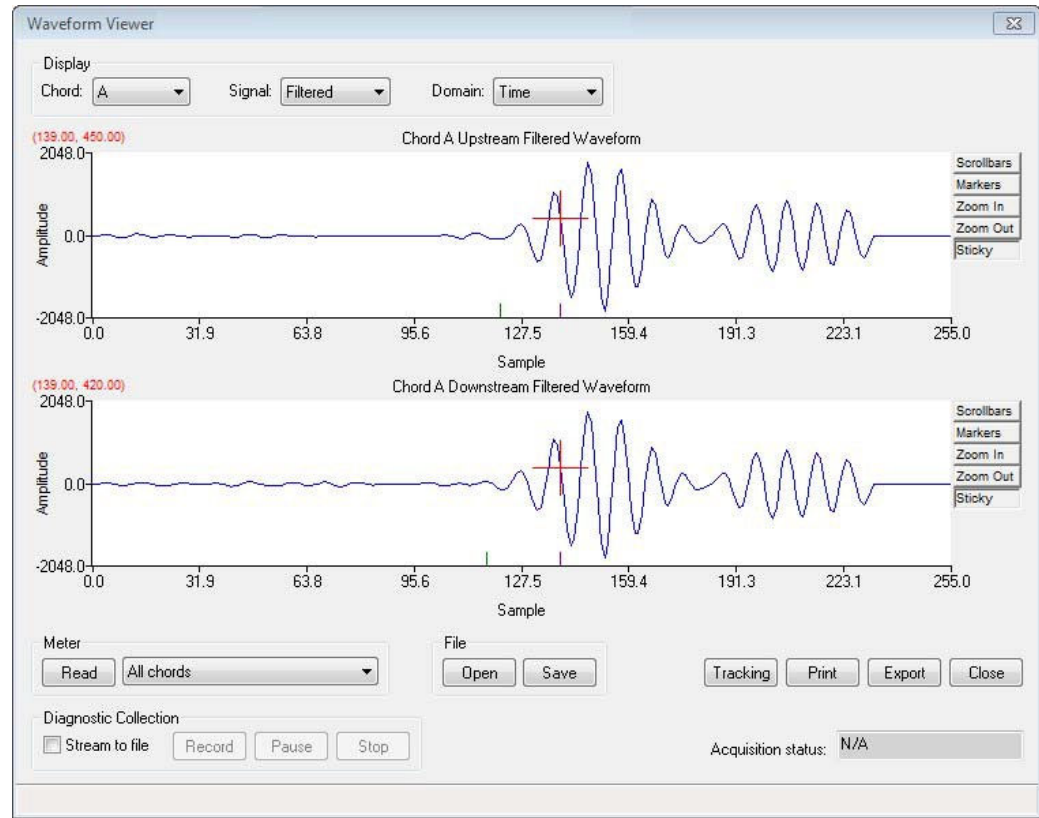 Waveform Viewer
Display
Chord: A Signal: Filtered Domain: Time
(139.00, 450.00) Chord A Upstream Filtered Waveform
2048.0
0.0
-2048.0
Amplitude
0.0 31.9 63.8 95.6 127.5 159.4 191.3 223.1 255.0
Sample
Scrollbars
Markers
Zoom In
Zoom Out
Sticky
(139.00, 420.00) Chord A Downstream Filtered Waveform
2048.0
0.0
-2048.0
Amplitude
0.0 31.9 63.8 95.6 127.5 159.4 191.3 223.1 255.0
Sample
Scrollbars
Markers
Zoom In
Zoom Out
Sticky
Meter
Read All chords
File
Open Save
Tracking Print Export Close
Diagnostic Collection
Stream to file Record Pause Stop
Acquisition status: N/A